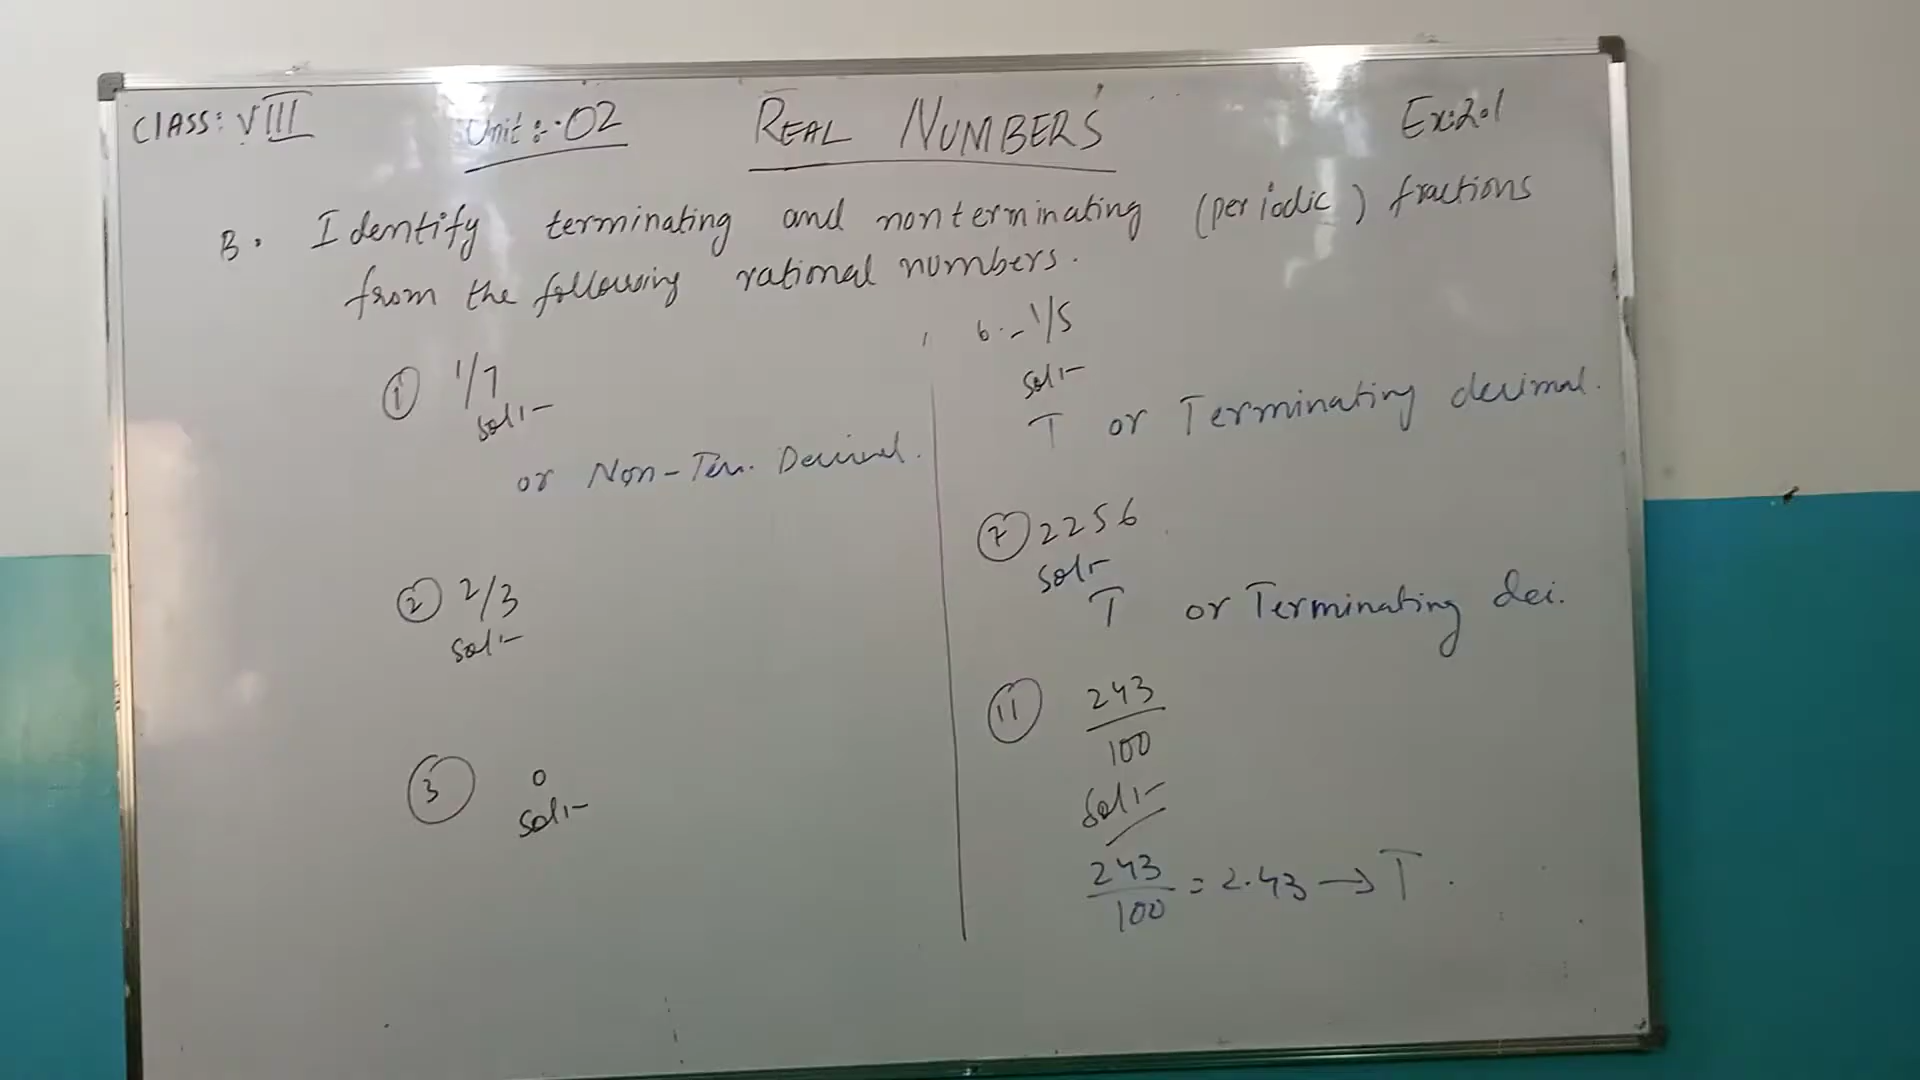 CLASS: VIII Unit :- 02 REAL NUMBERS Ex:2.1
B. Identify terminating and nonterminating (periodic) fractions
from the following rational numbers.
① 1/7
Sol:-
or Non-Ter. Decimal.
② 2/3
Sol:-
③ 0
Sol:-
6. -1/5
Sol:-
T or Terminating decimal.
⑦ 2256
Sol:-
T or Terminating dei.
⑪ 243/100
Sol:-
243/100 = 2.43 → T.